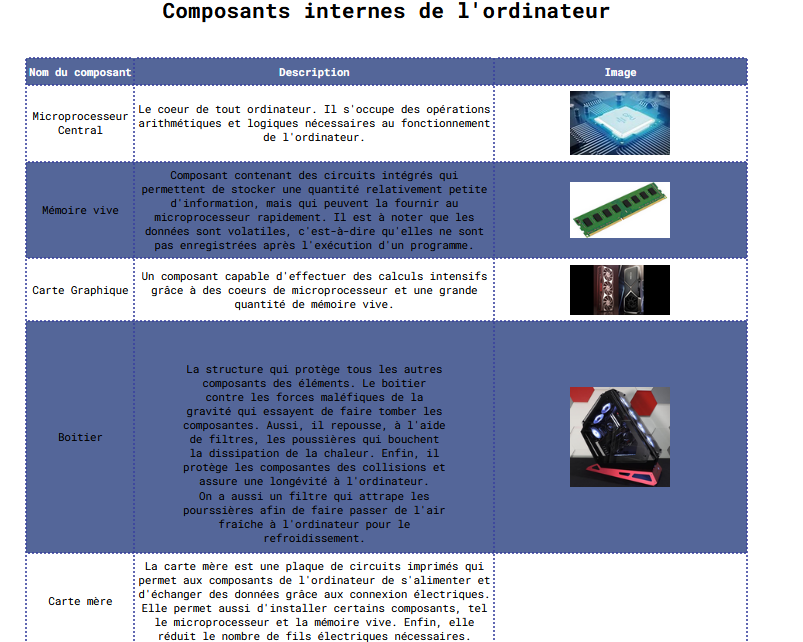 Composants internes de l'ordinateur
Nom du composant Description Image
Microprocesseur
Central
Le coeur de tout ordinateur. Il s'occupe des opérations
arithmétiques et logiques nécessaires au fonctionnement
de l'ordinateur.
Mémoire vive
Composant contenant des circuits intégrés qui
permettent de stocker une quantité relativement petite
d'information, mais qui peuvent la fournir au
microprocesseur rapidement. Il est à noter que les
données sont volatiles, c'est-à-dire qu'elles ne sont
pas enregistrées après l'exécution d'un programme.
Carte Graphique
Un composant capable d'effectuer des calculs intensifs
grâce à des coeurs de microprocesseur et une grande
quantité de mémoire vive.
Boitier
La structure qui protège tous les autres
composants des éléments. Le boitier
contre les forces maléfiques de la
gravité qui essayent de faire tomber les
composantes. Aussi, il repousse, à l'aide
de filtres, les poussières qui bouchent
la dissipation de la chaleur. Enfin, il
protège les composantes des collisions et
assure une longévité à l'ordinateur.
On a aussi un filtre qui attrape les
pourssières afin de faire passer de l'air
fraîche à l'ordinateur pour le
refroidissement.
Carte mère
La carte mère est une plaque de circuits imprimés qui
permet aux composants de l'ordinateur de s'alimenter et
d'échanger des données grâce aux connexion électriques.
Elle permet aussi d'installer certains composants, tel
le microprocesseur et la mémoire vive. Enfin, elle
réduit le nombre de fils électriques nécessaires.